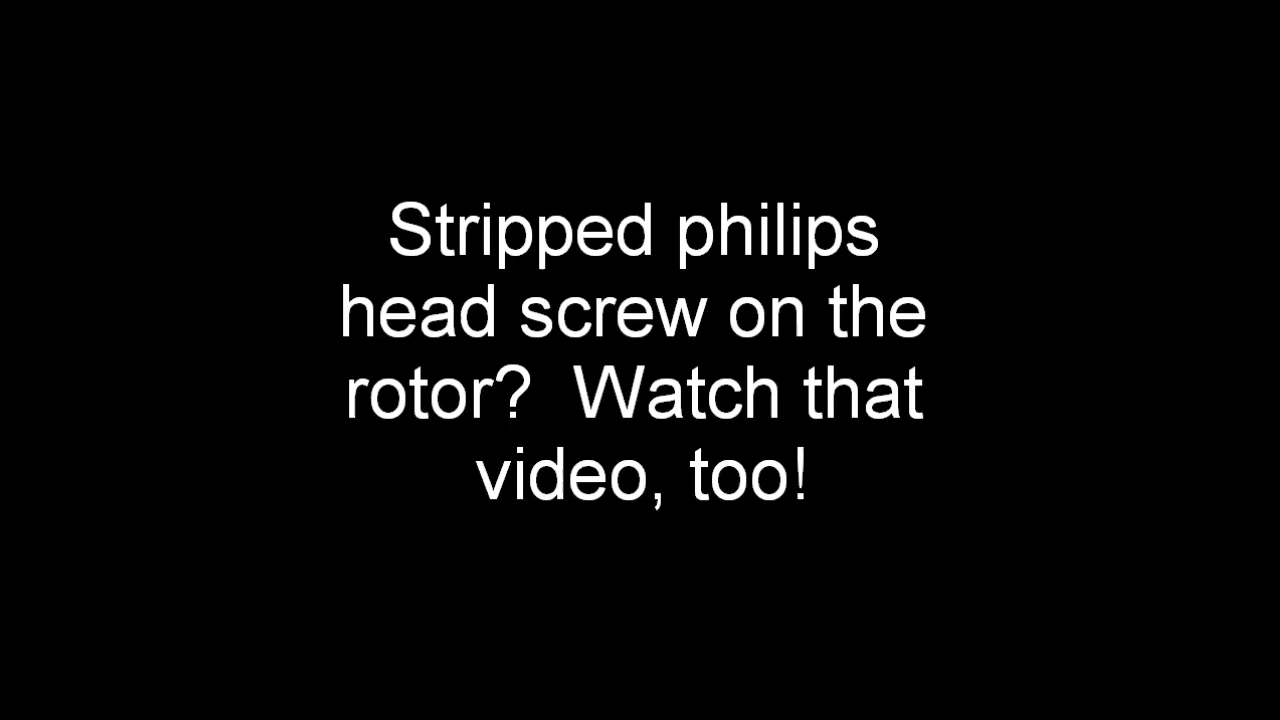 Stripped philips
head screw on the
rotor?  Watch that
video, too!